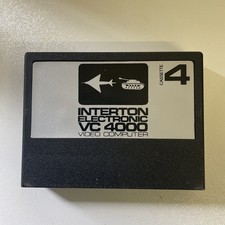 CASSETTE 4
INTERTON
ELECTRONIC
VC 4000
VIDEO COMPUTER